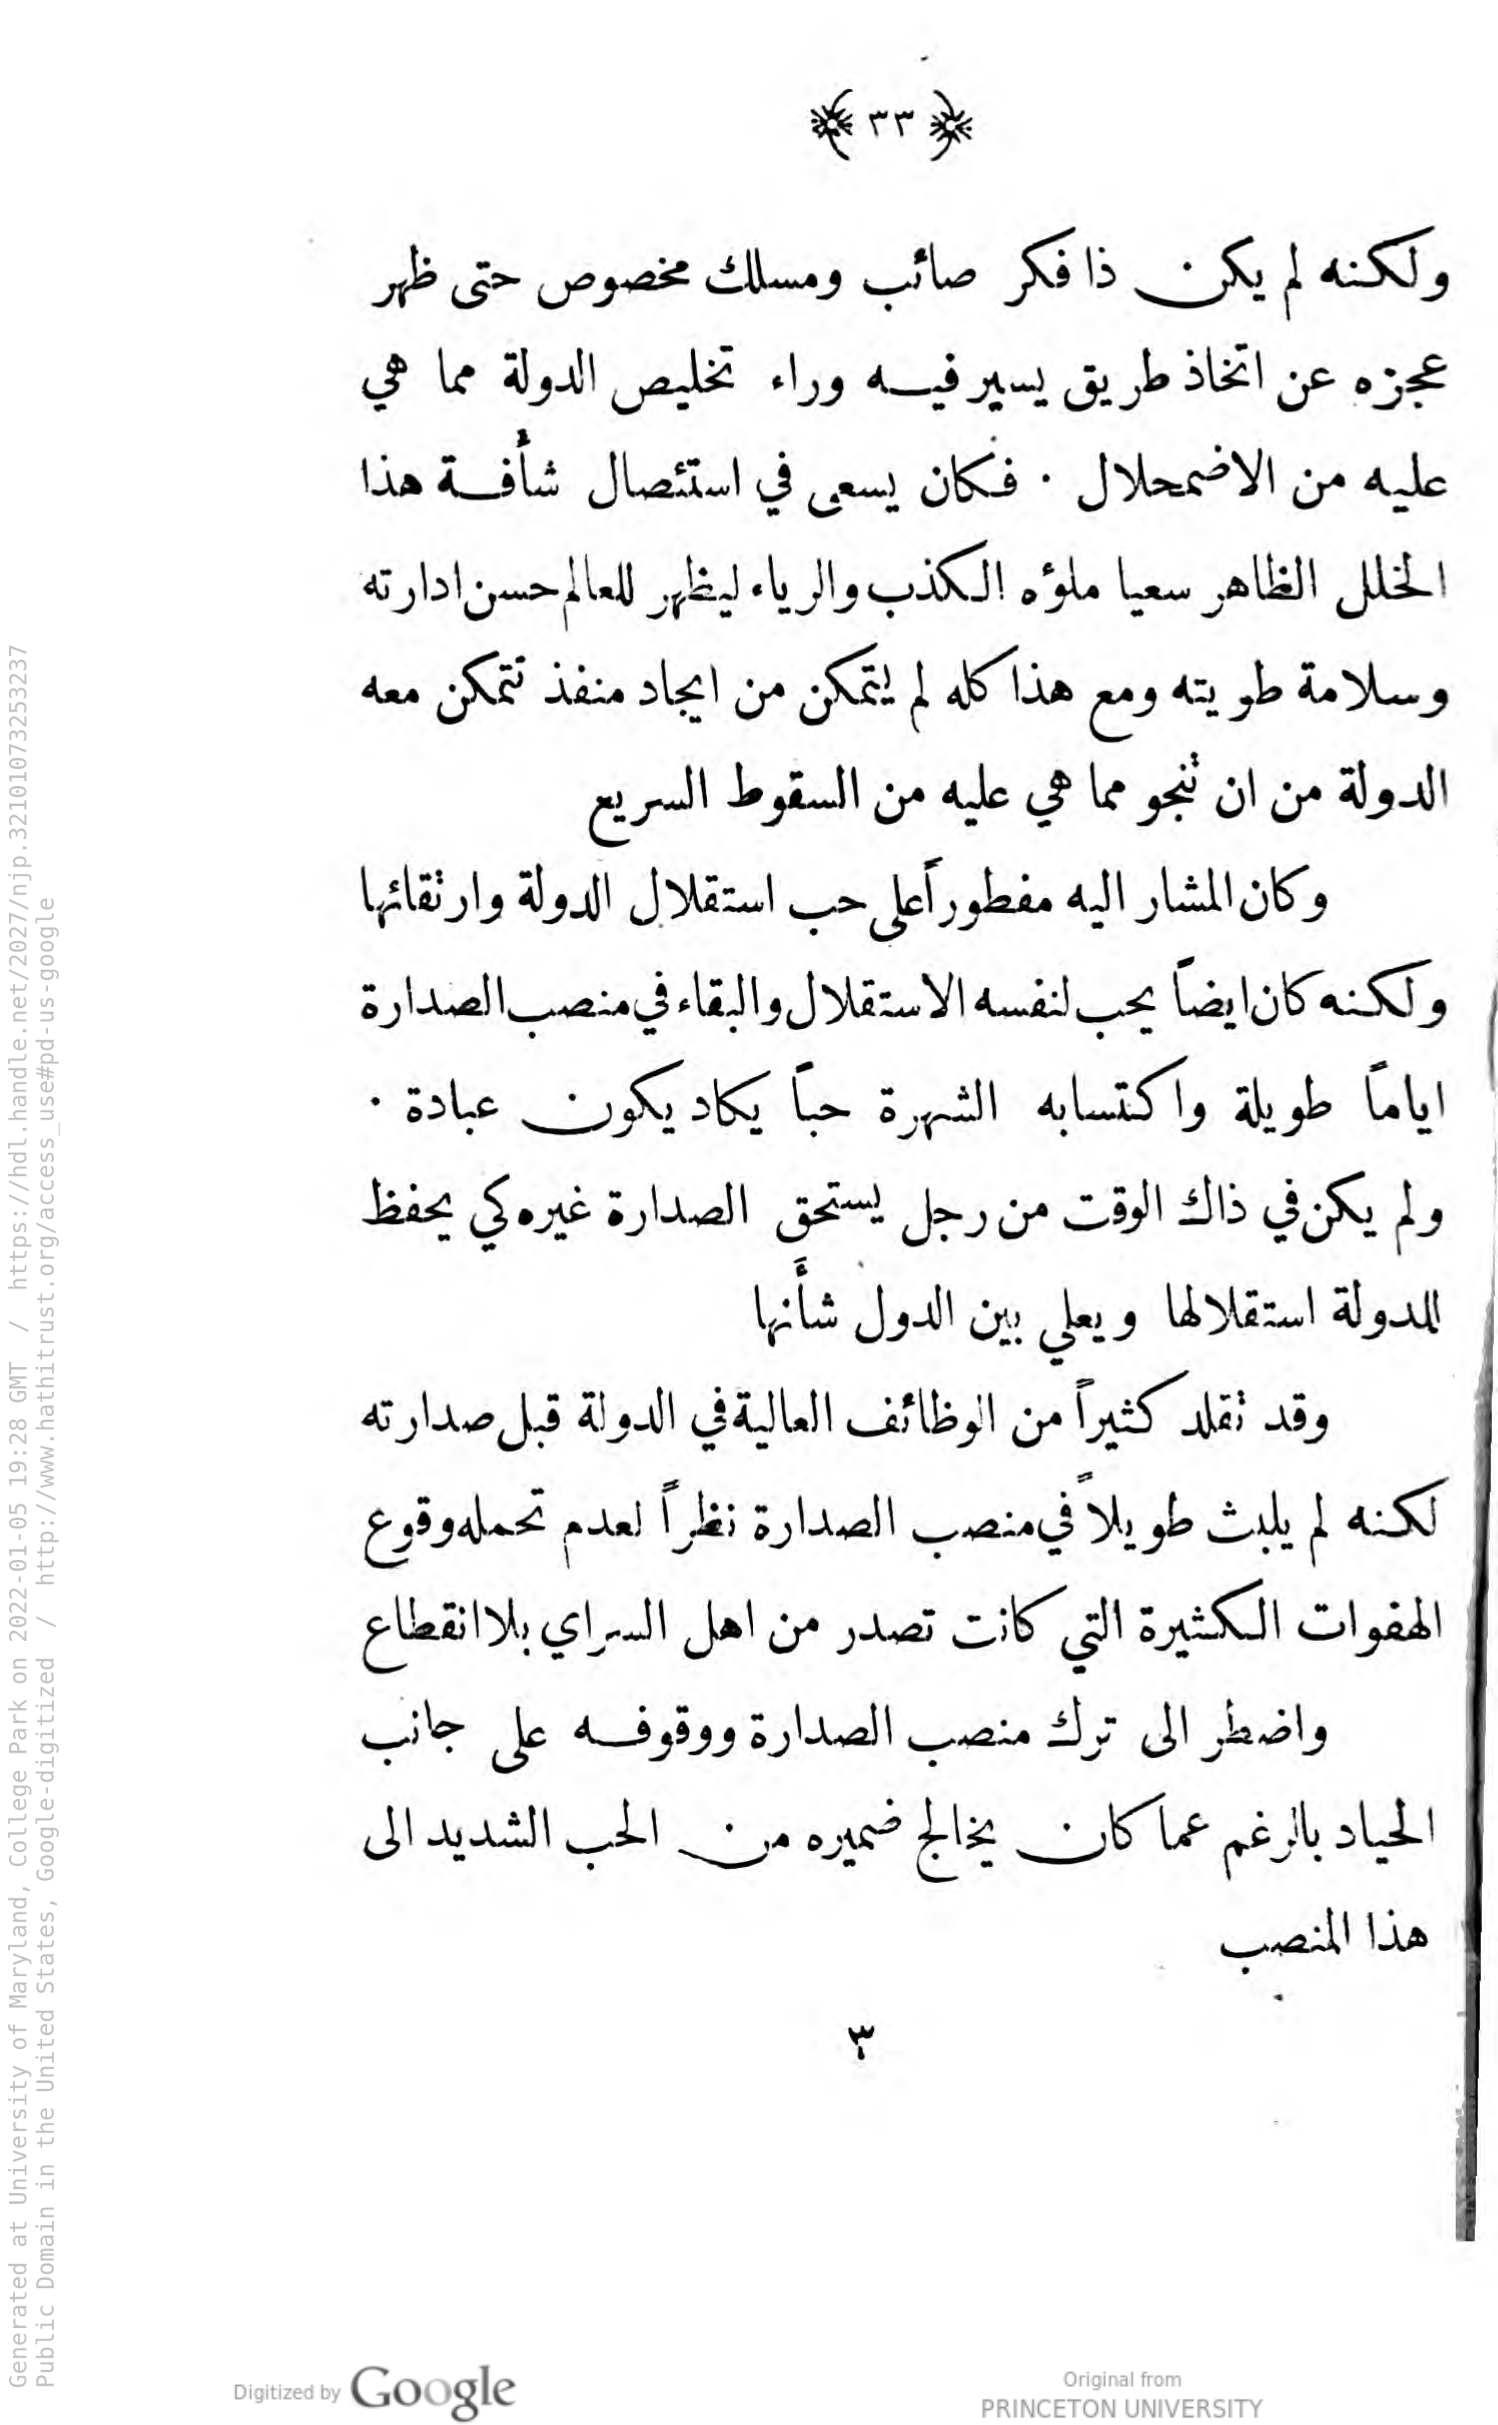 ﴿ ٣٣ ﴾
ولكنه لم يكن ذا فكر صائب ومسلك مخصوص حتى ظهر
عجزه عن اتخاذ طريق يسير فيه وراء تخليص الدولة مما هي
عليه من الاضمحلال · فكان يسعى في استئصال شأفة هذا
الخلل الظاهر سعيا ملؤه الكذب والرياء ليظهر للعالم حسن ادارته
وسلامة طويته ومع هذا كله لم يتمكن من ايجاد منفذ تتمكن معه
الدولة من ان تنجو مما هي عليه من السقوط السريع
وكان المشار اليه مفطوراً على حب استقلال الدولة وارتقائها
ولكنه كان ايضاً يحب لنفسه الاستقلال والبقاء في منصب الصدارة
اياماً طويلة واكتسابه الشهرة حباً يكاد يكون عبادة ·
ولم يكن في ذاك الوقت من رجل يستحق الصدارة غيره كي يحفظ
للدولة استقلالها ويعلي بين الدول شأنها
وقد تقلد كثيراً من الوظائف العالية في الدولة قبل صدارته
لكنه لم يلبث طويلاً في منصب الصدارة نظراً لعدم تحمله وقوع
الهفوات الكثيرة التي كانت تصدر من اهل السراي بلا انقطاع
واضطر الى ترك منصب الصدارة ووقوفه على جانب
الحياد بالرغم عما كان يخالج ضميره من الحب الشديد الى
هذا المنصب
٣
Generated at University of Maryland, College Park on 2022-01-05 19:28 GMT / https://hdl.handle.net/2027/njp.32101073253237
Public Domain in the United States, Google-digitized / http://www.hathitrust.org/access_use#pd-us-google
Digitized by Google
Original from
PRINCETON UNIVERSITY